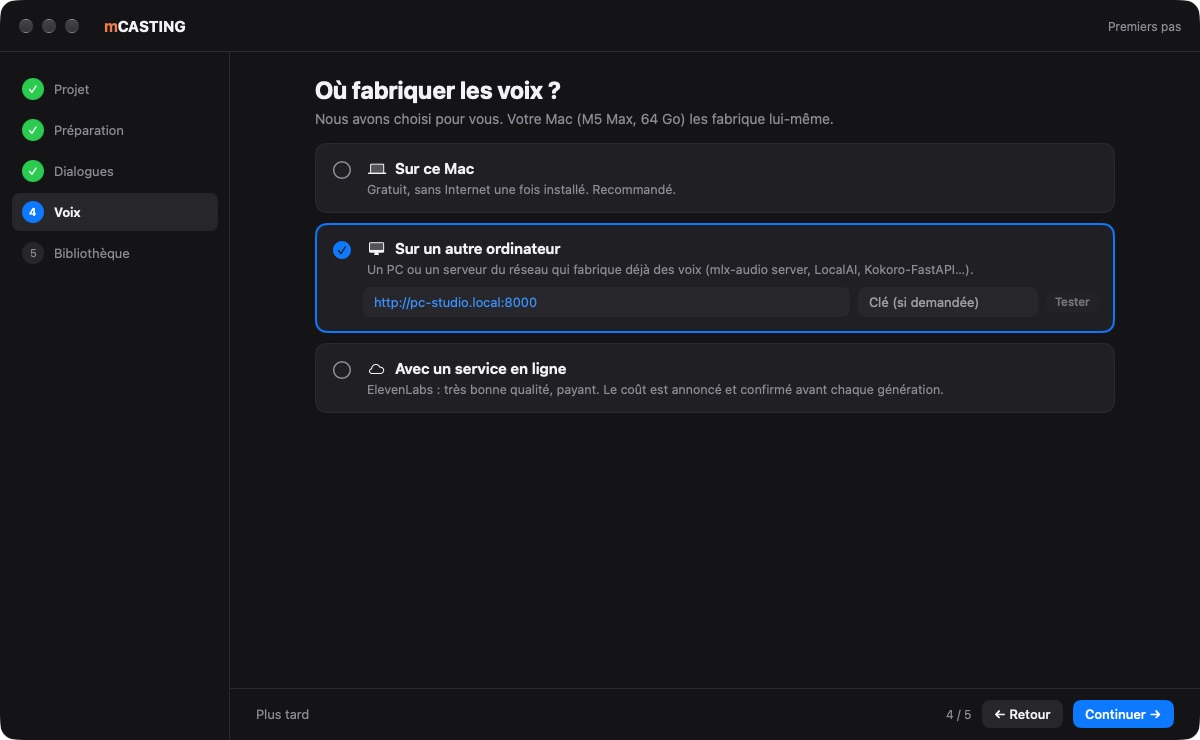 mCASTING
Premiers pas
Projet
Préparation
Dialogues
4 Voix
5 Bibliothèque
Où fabriquer les voix ?
Nous avons choisi pour vous. Votre Mac (M5 Max, 64 Go) les fabrique lui-même.
Sur ce Mac
Gratuit, sans Internet une fois installé. Recommandé.
Sur un autre ordinateur
Un PC ou un serveur du réseau qui fabrique déjà des voix (mlx-audio server, LocalAI, Kokoro-FastAPI…).
http://pc-studio.local:8000
Clé (si demandée)
Tester
Avec un service en ligne
ElevenLabs : très bonne qualité, payant. Le coût est annoncé et confirmé avant chaque génération.
Plus tard
4 / 5
← Retour
Continuer →